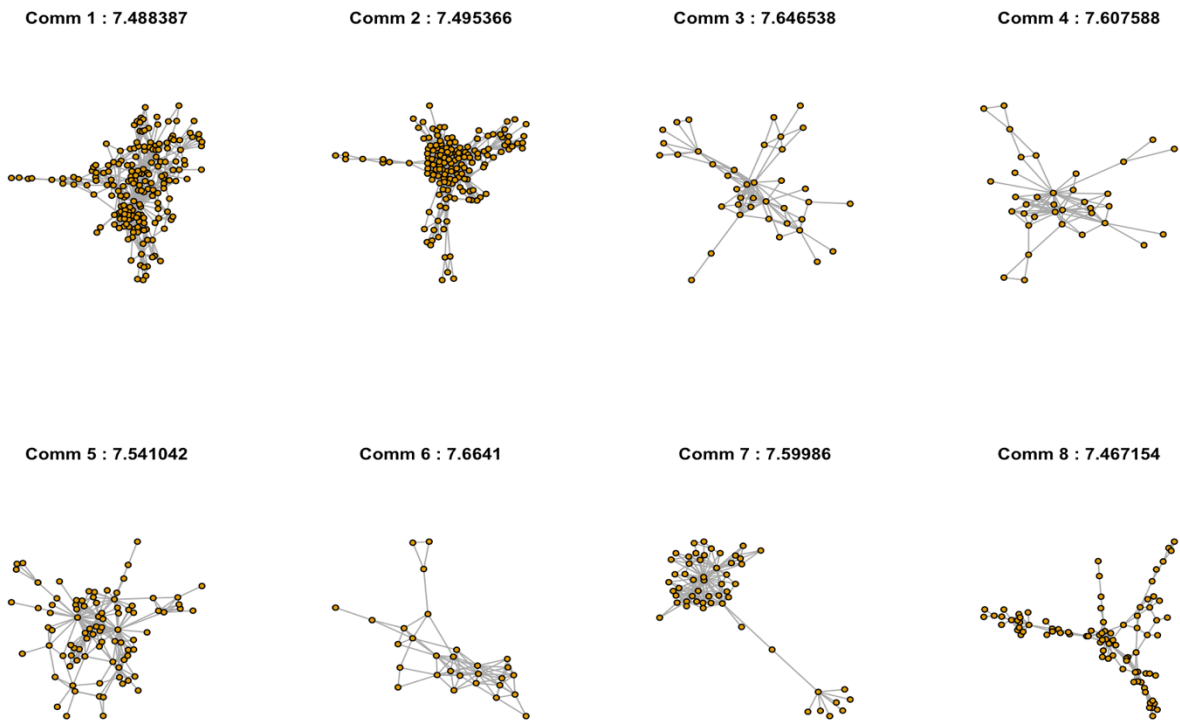 Comm 1 : 7.488387
Comm 2 : 7.495366
Comm 3 : 7.646538
Comm 4 : 7.607588
Comm 5 : 7.541042
Comm 6 : 7.6641
Comm 7 : 7.59986
Comm 8 : 7.467154